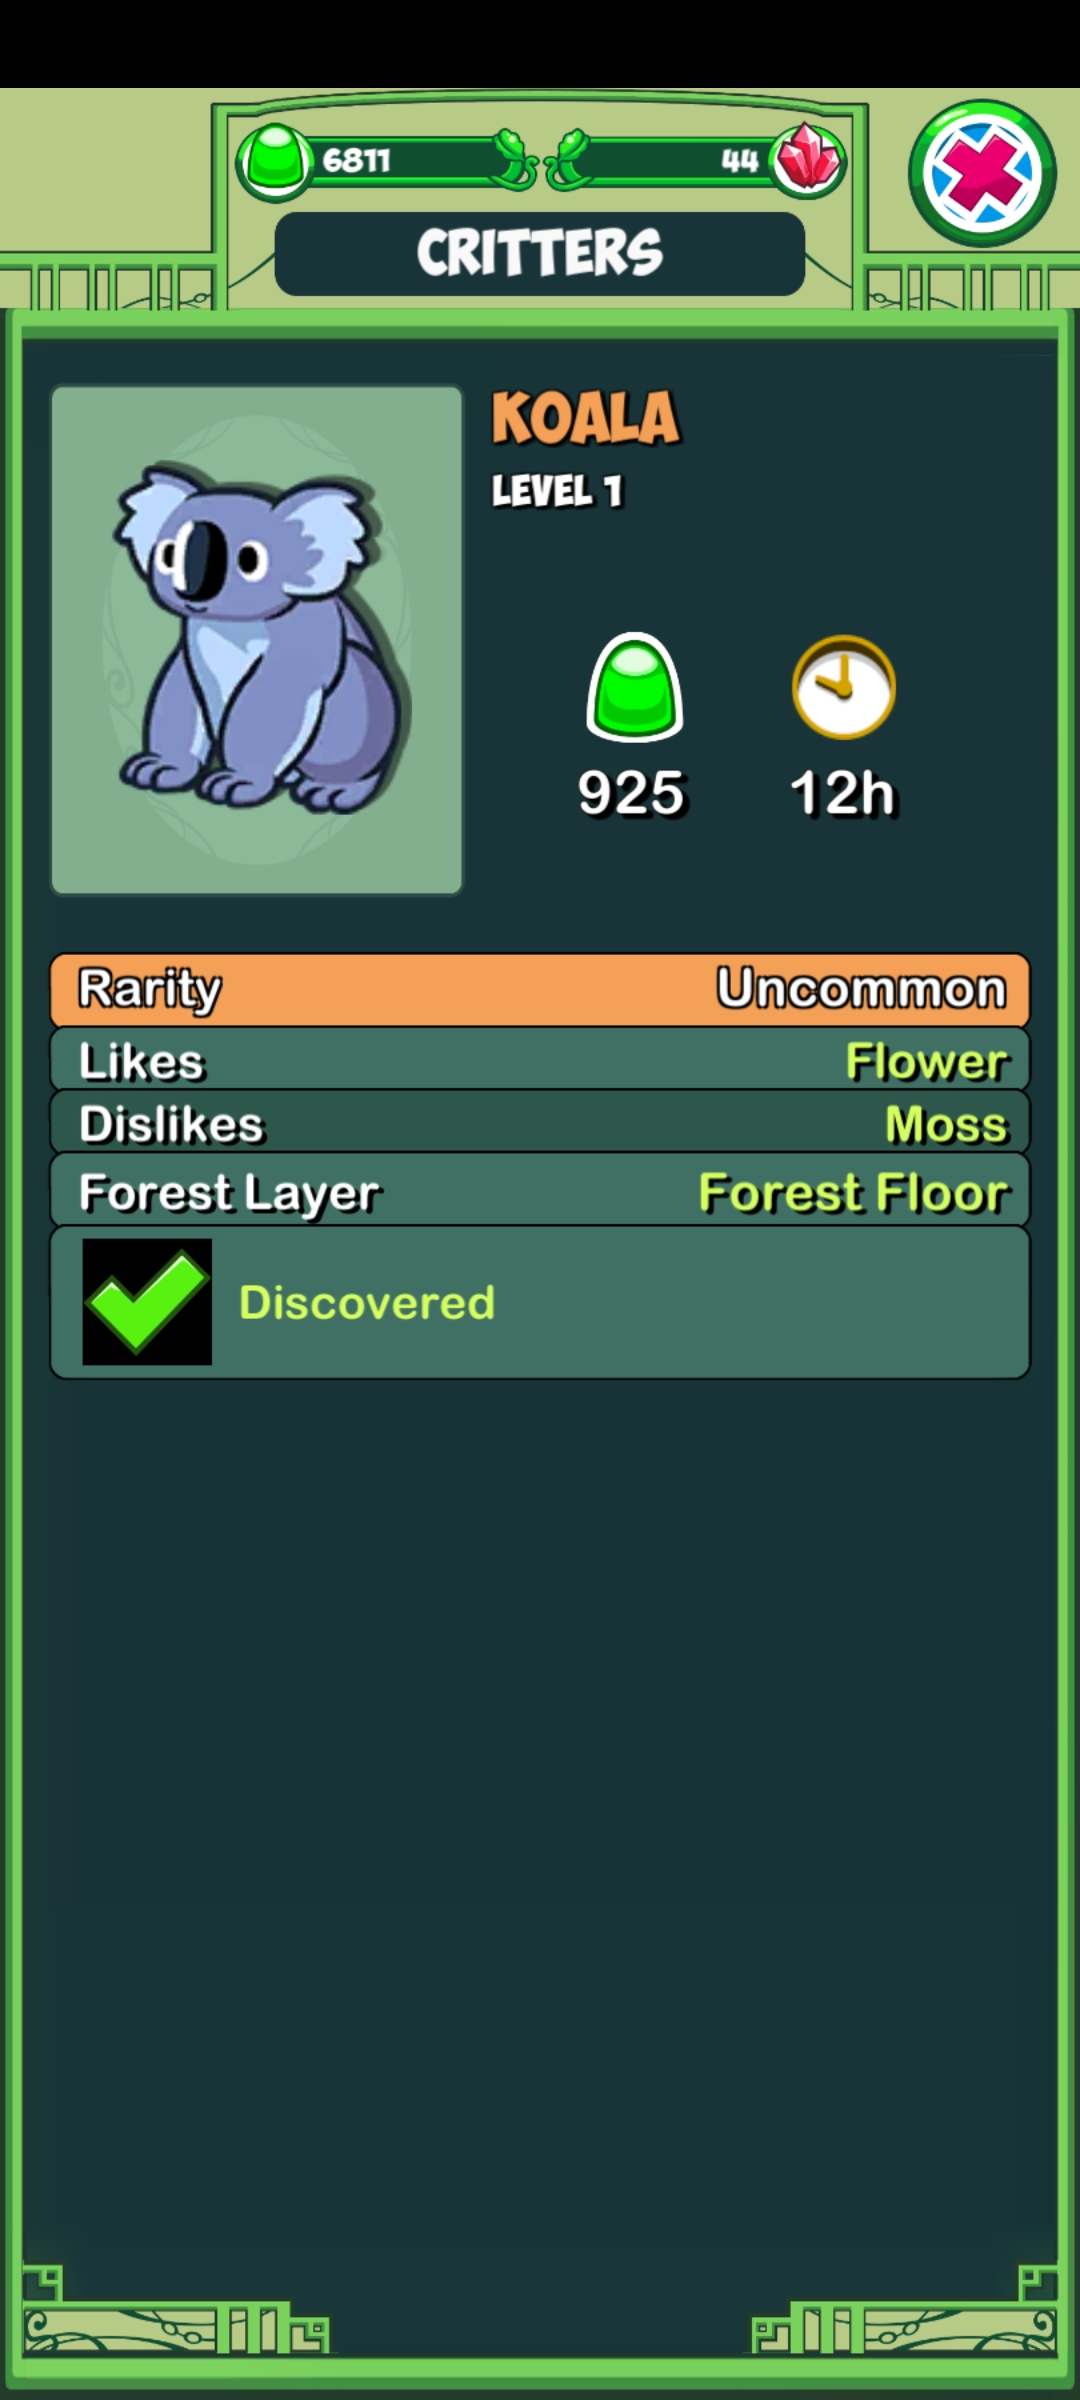 6811
44
CRITTERS
KOALA
LEVEL 1
925
12h
Rarity Uncommon
Likes Flower
Dislikes Moss
Forest Layer Forest Floor
Discovered